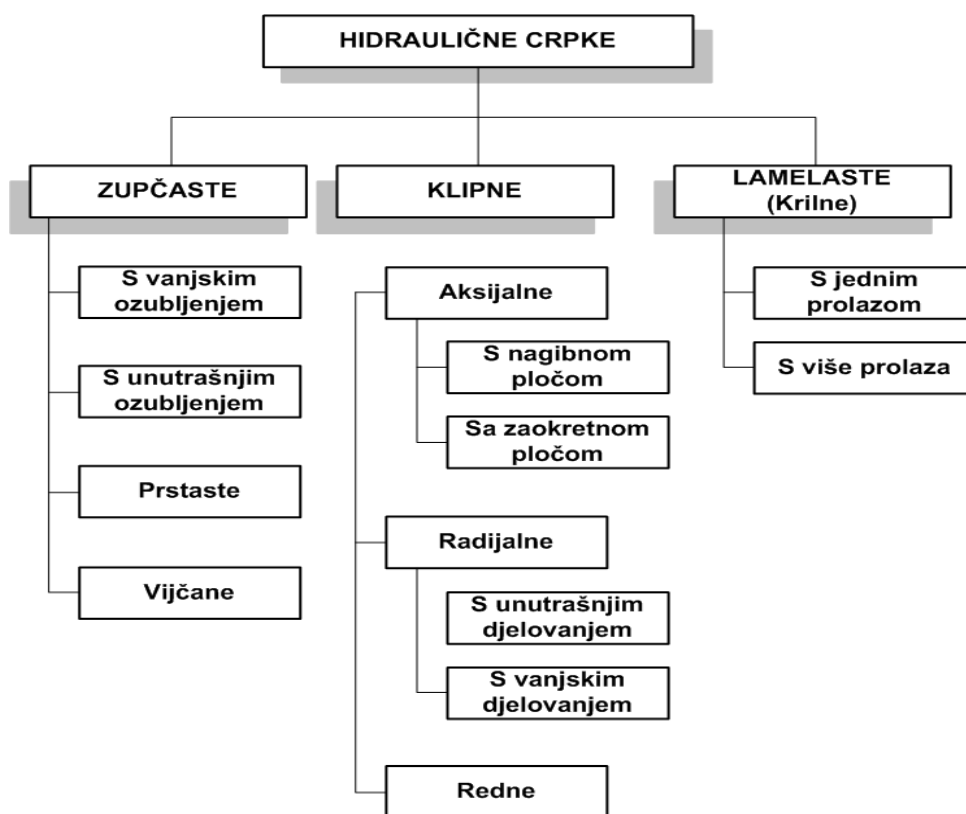 HIDRAULIČNE CRPKE
ZUPČASTE
S vanjskim
ozubljenjem
S unutrašnjim
ozubljenjem
Prstaste
Vijčane
KLIPNE
Aksijalne
S nagibnom
pločom
Sa zaokretnom
pločom
Radijalne
S unutrašnjim
djelovanjem
S vanjskim
djelovanjem
Redne
LAMELASTE
(Krilne)
S jednim
prolazom
S više prolaza